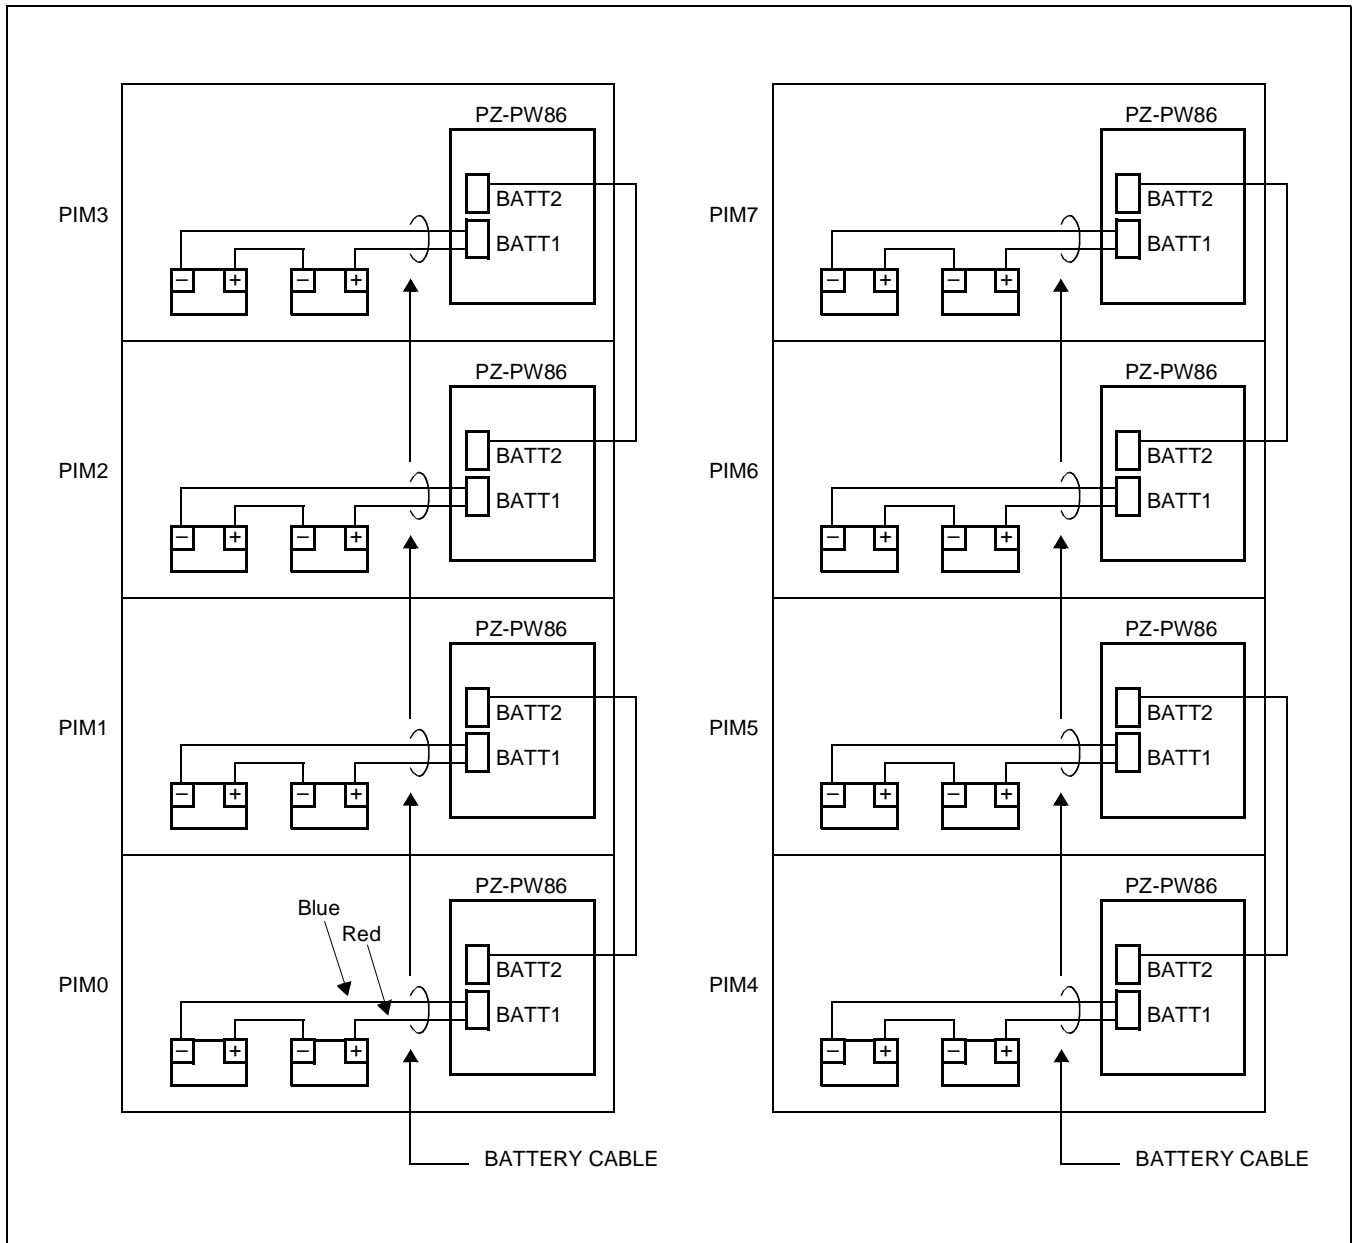 PZ-PW86
BATT2
PIM3
BATT1
– + – +
PZ-PW86
BATT2
PIM2
BATT1
– + – +
PZ-PW86
BATT2
PIM1
BATT1
– + – +
PZ-PW86
Blue
Red
BATT2
PIM0
BATT1
– + – +
BATTERY CABLE
PZ-PW86
BATT2
PIM7
BATT1
– + – +
PZ-PW86
BATT2
PIM6
BATT1
– + – +
PZ-PW86
BATT2
PIM5
BATT1
– + – +
PZ-PW86
BATT2
PIM4
BATT1
– + – +
BATTERY CABLE